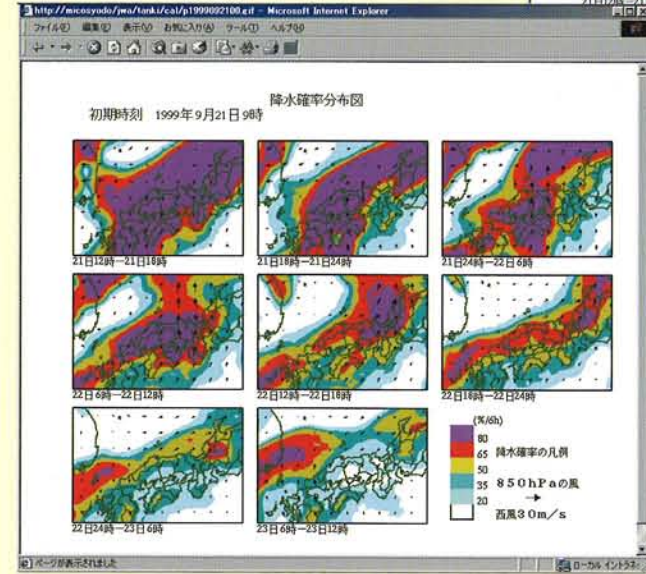 http://micosyodo/jwa/tanki/cal/p1999092100.gif - Microsoft Internet Explorer
ファイル(F) 編集(E) 表示(V) お気に入り(A) ツール(T) ヘルプ(H)
降水確率分布図
初期時刻 1999年9月21日9時
21日12時-21日18時
21日18時-21日24時
21日24時-22日6時
22日6時-22日12時
22日12時-22日18時
22日18時-22日24時
22日24時-23日6時
23日6時-23日12時
(%/6h)
80
65 降水確率の凡例
50
35 850hPaの風
20 →
西風30m/s
ページが表示されました
ローカル イントラネ